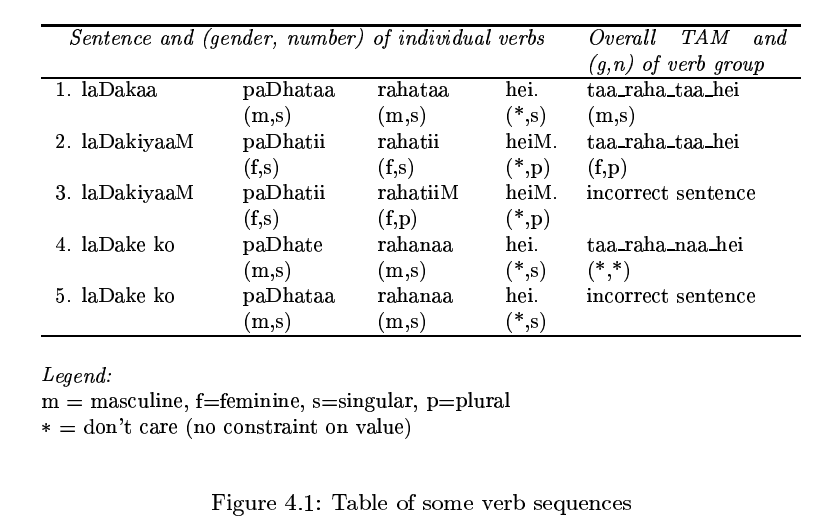 Sentence and (gender, number) of individual verbs Overall TAM and
(g,n) of verb group
1. laDakaa paDhataa rahataa hei. taa_raha_taa_hei
(m,s) (m,s) (*,s) (m,s)
2. laDakiyaaM paDhatii rahatii heiM. taa_raha_taa_hei
(f,s) (f,s) (*,p) (f,p)
3. laDakiyaaM paDhatii rahatiiM heiM. incorrect sentence
(f,s) (f,p) (*,p)
4. laDake ko paDhate rahanaa hei. taa_raha_naa_hei
(m,s) (m,s) (*,s) (*,*)
5. laDake ko paDhataa rahanaa hei. incorrect sentence
(m,s) (m,s) (*,s)
Legend:
m = masculine, f=feminine, s=singular, p=plural
* = don't care (no constraint on value)
Figure 4.1: Table of some verb sequences